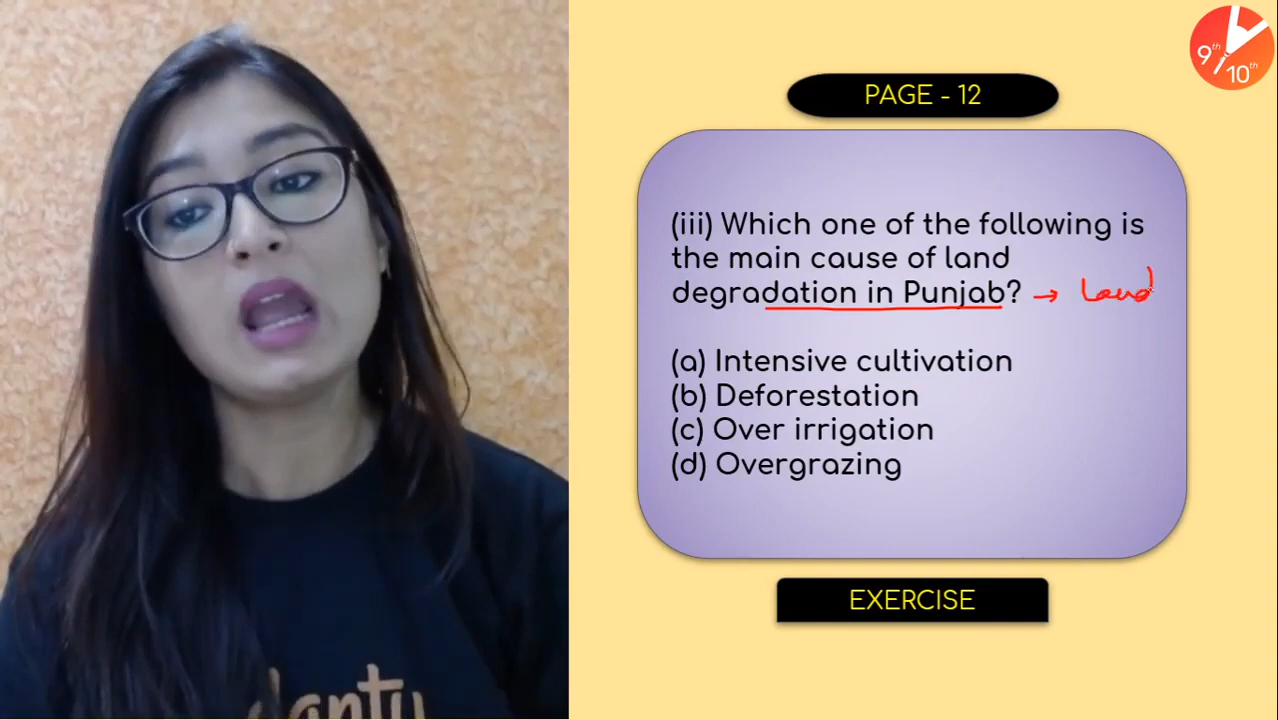 9th
10th
PAGE - 12
(iii) Which one of the following is
the main cause of land
degradation in Punjab? → Land
(a) Intensive cultivation
(b) Deforestation
(c) Over irrigation
(d) Overgrazing
EXERCISE